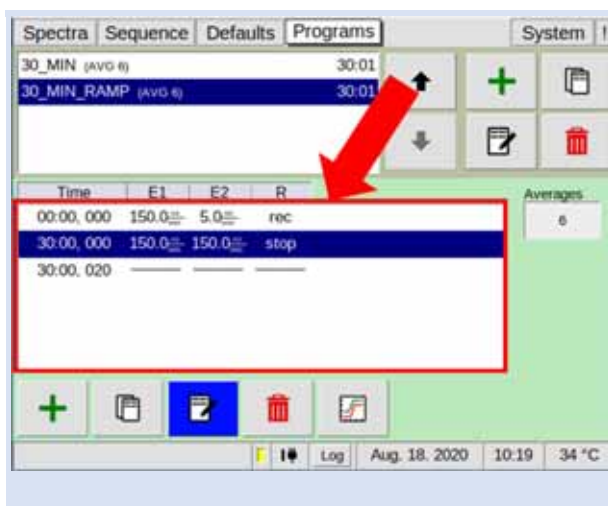 Spectra Sequence Defaults Programs System
30_MIN (AVG 6) 30:01
30_MIN_RAMP (AVG 6) 30:01
Time E1 E2 R Averages
00:00, 000 150.0 5.0 rec 6
30:00, 000 150.0 150.0 stop
30:00, 020
Log Aug. 18. 2020 10:19 34 °C